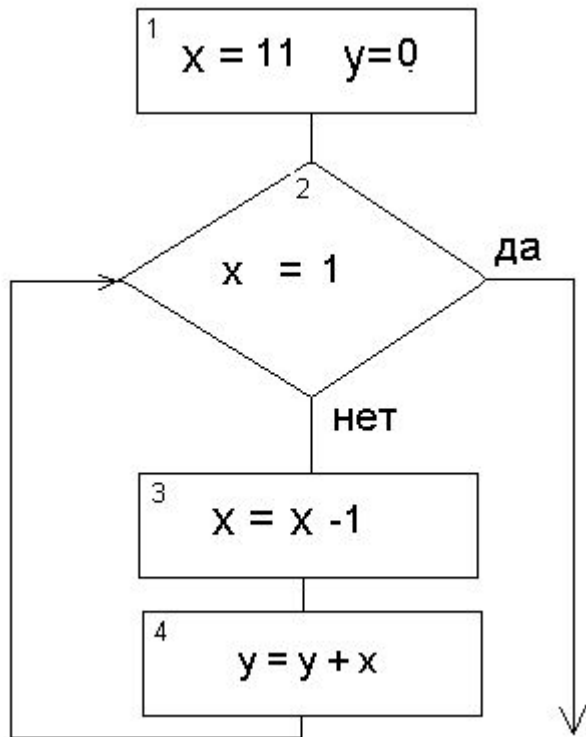 1
x = 11 y=0
2
x = 1
да
нет
3
x = x -1
4
y = y + x